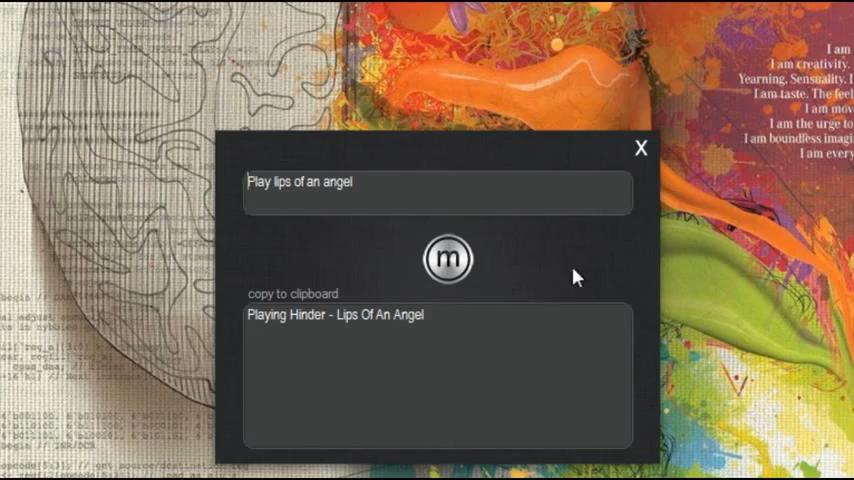 I am
I am creativity.
Yearning. Sensuality. I
I am taste. The feel
I am mov
I am the urge to
I am boundless imagi
I am every
X
Play lips of an angel
m
copy to clipboard
Playing Hinder - Lips Of An Angel